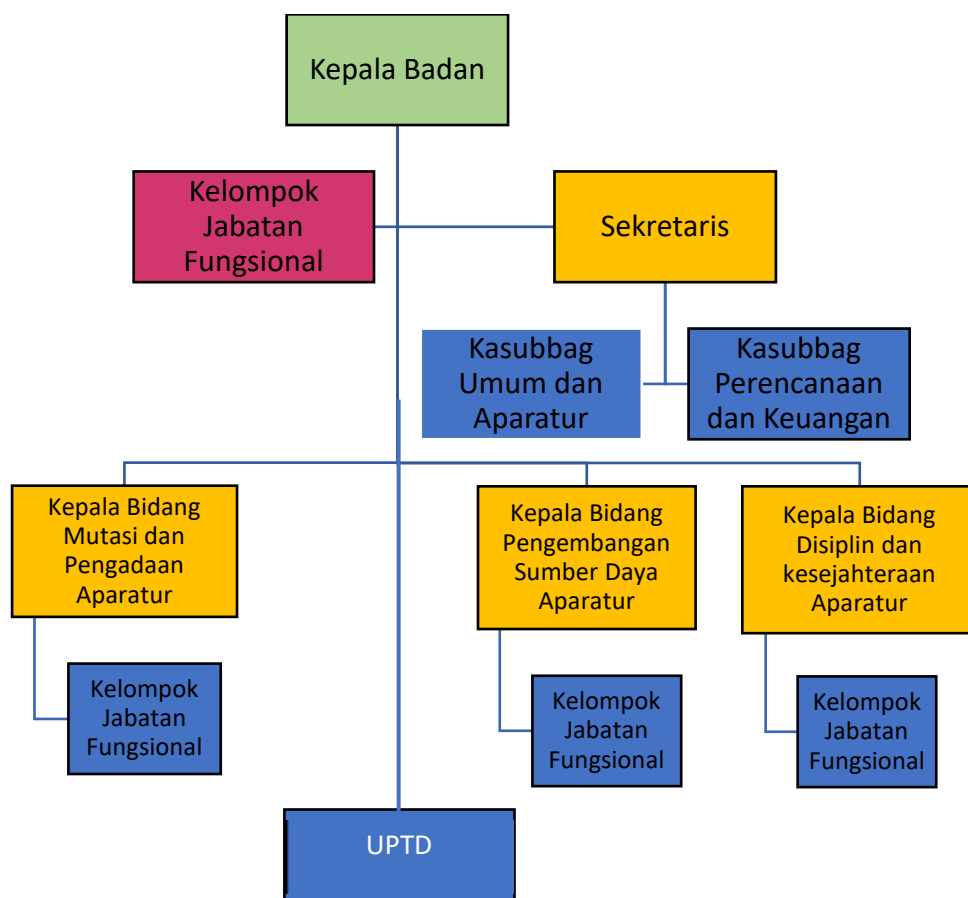 Kepala Badan
Kelompok
Jabatan
Fungsional
Sekretaris
Kasubbag
Umum dan
Aparatur
Kasubbag
Perencanaan
dan Keuangan
Kepala Bidang
Mutasi dan
Pengadaan
Aparatur
Kepala Bidang
Pengembangan
Sumber Daya
Aparatur
Kepala Bidang
Disiplin dan
kesejahteraan
Aparatur
Kelompok
Jabatan
Fungsional
Kelompok
Jabatan
Fungsional
Kelompok
Jabatan
Fungsional
UPTD